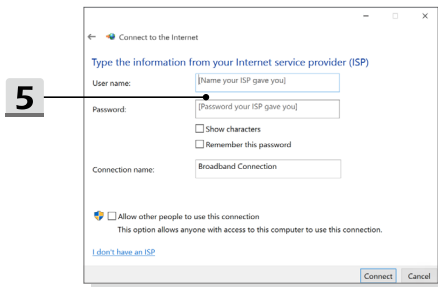 Connect to the Internet
Type the information from your Internet service provider (ISP)
User name:
[Name your ISP gave you]
5
Password:
[Password your ISP gave you]
Show characters
Remember this password
Connection name:
Broadband Connection
Allow other people to use this connection
This option allows anyone with access to this computer to use this connection.
I don't have an ISP
Connect Cancel